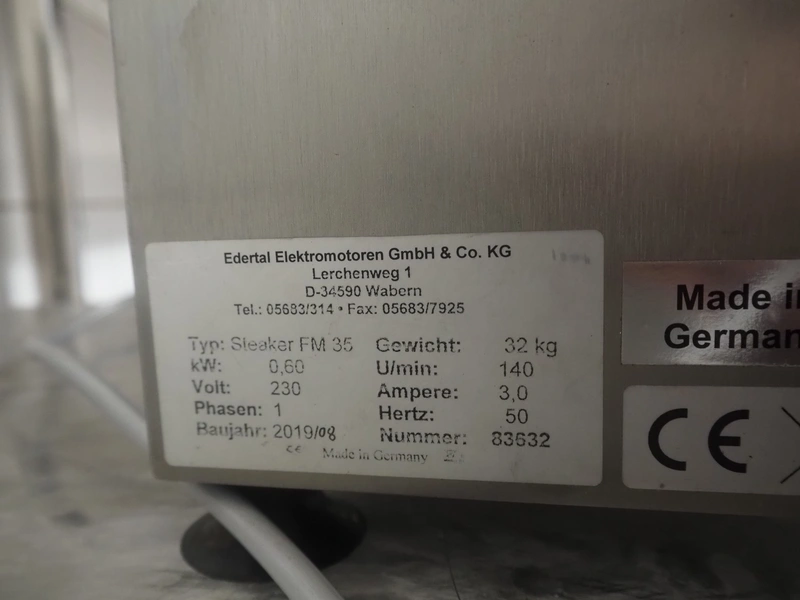 Edertal Elektromotoren GmbH & Co. KG
Lerchenweg 1
D-34590 Wabern
Tel.: 05683/314 • Fax: 05683/7925
Typ: Steaker FM 35 Gewicht: 32 kg
kW: 0,60 U/min: 140
Volt: 230 Ampere: 3,0
Phasen: 1 Hertz: 50
Baujahr: 2019/08 Nummer: 83632
CE Made in Germany
Made in
German
CE